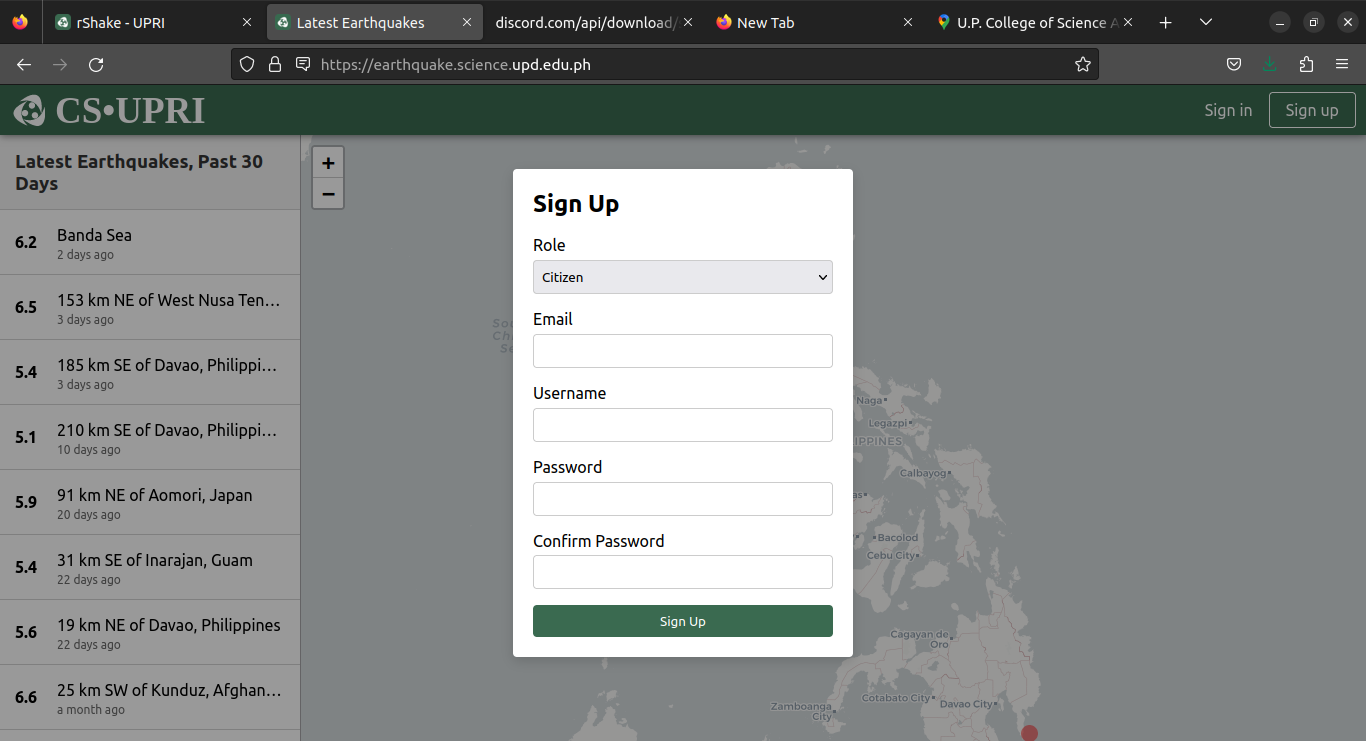 rShake - UPRI
Latest Earthquakes
discord.com/api/download/
New Tab
U.P. College of Science A
https://earthquake.science.upd.edu.ph
CS•UPRI
Sign in
Sign up
Latest Earthquakes, Past 30
Days
6.2
Banda Sea
2 days ago
6.5
153 km NE of West Nusa Ten…
3 days ago
5.4
185 km SE of Davao, Philippi…
3 days ago
5.1
210 km SE of Davao, Philippi…
10 days ago
5.9
91 km NE of Aomori, Japan
20 days ago
5.4
31 km SE of Inarajan, Guam
22 days ago
5.6
19 km NE of Davao, Philippines
22 days ago
6.6
25 km SW of Kunduz, Afghan…
a month ago
+
−
Sign Up
Role
Citizen
Email
Username
Password
Confirm Password
Sign Up
Naga
Legazpi
IPPINES
Calbayog
Bacolod
Cebu City
Cagayan de
Oro
Cotabato City
Davao City
Zamboanga
City